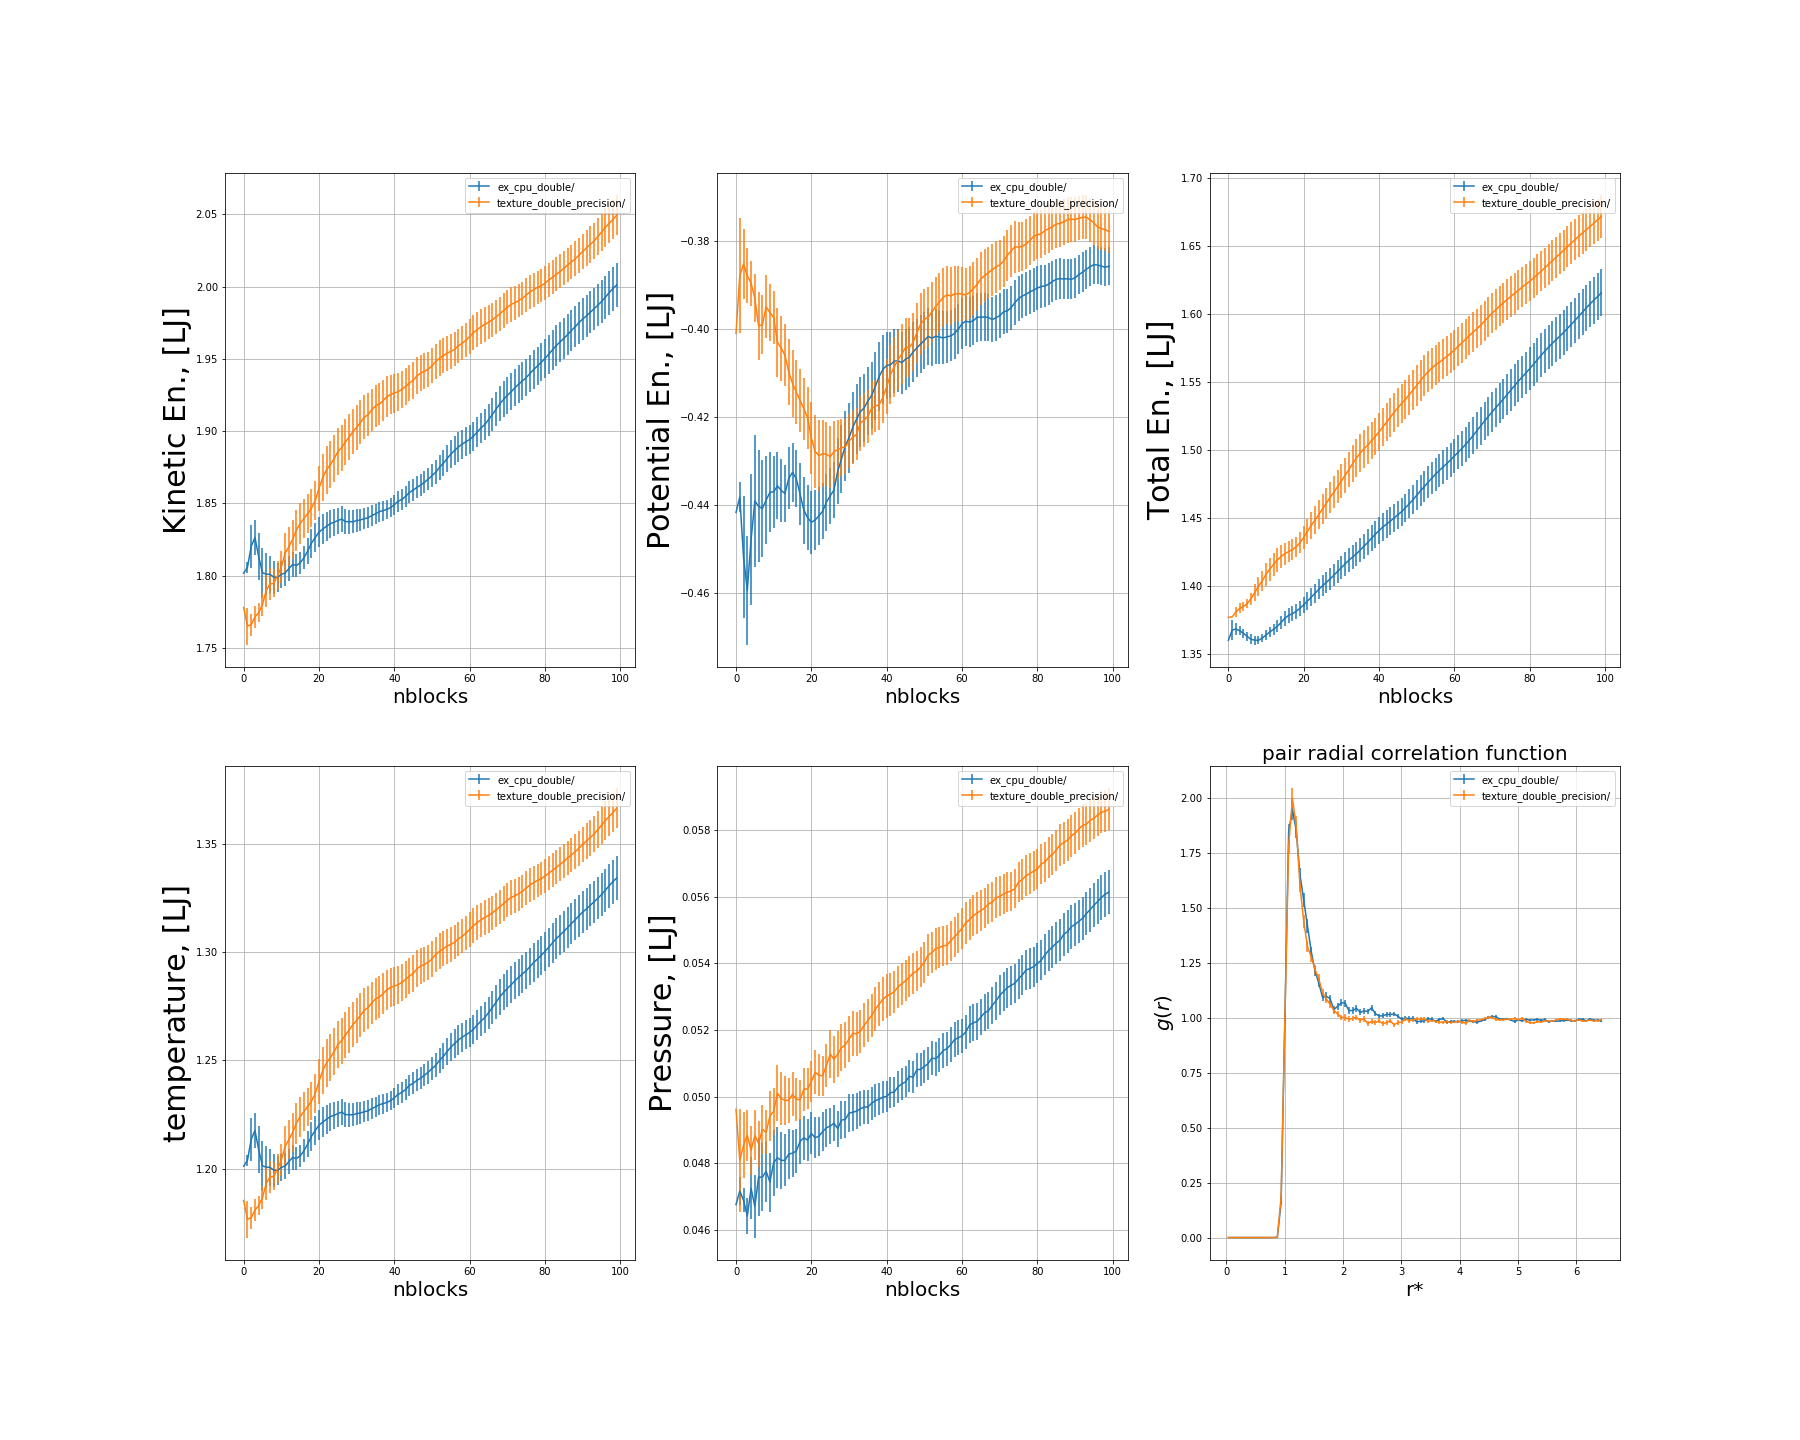 Kinetic En., [LJ]
2.05
2.00
1.95
1.90
1.85
1.80
1.75
0 20 40 60 80 100
nblocks
ex_cpu_double/
texture_double_precision/
Potential En., [LJ]
−0.38
−0.40
−0.42
−0.44
−0.46
0 20 40 60 80 100
nblocks
ex_cpu_double/
texture_double_precision/
Total En., [LJ]
1.70
1.65
1.60
1.55
1.50
1.45
1.40
1.35
0 20 40 60 80 100
nblocks
ex_cpu_double/
texture_double_precision/
temperature, [LJ]
1.35
1.30
1.25
1.20
0 20 40 60 80 100
nblocks
ex_cpu_double/
texture_double_precision/
Pressure, [LJ]
0.058
0.056
0.054
0.052
0.050
0.048
0.046
0 20 40 60 80 100
nblocks
ex_cpu_double/
texture_double_precision/
pair radial correlation function
g(r)
2.00
1.75
1.50
1.25
1.00
0.75
0.50
0.25
0.00
0 1 2 3 4 5 6
r*
ex_cpu_double/
texture_double_precision/